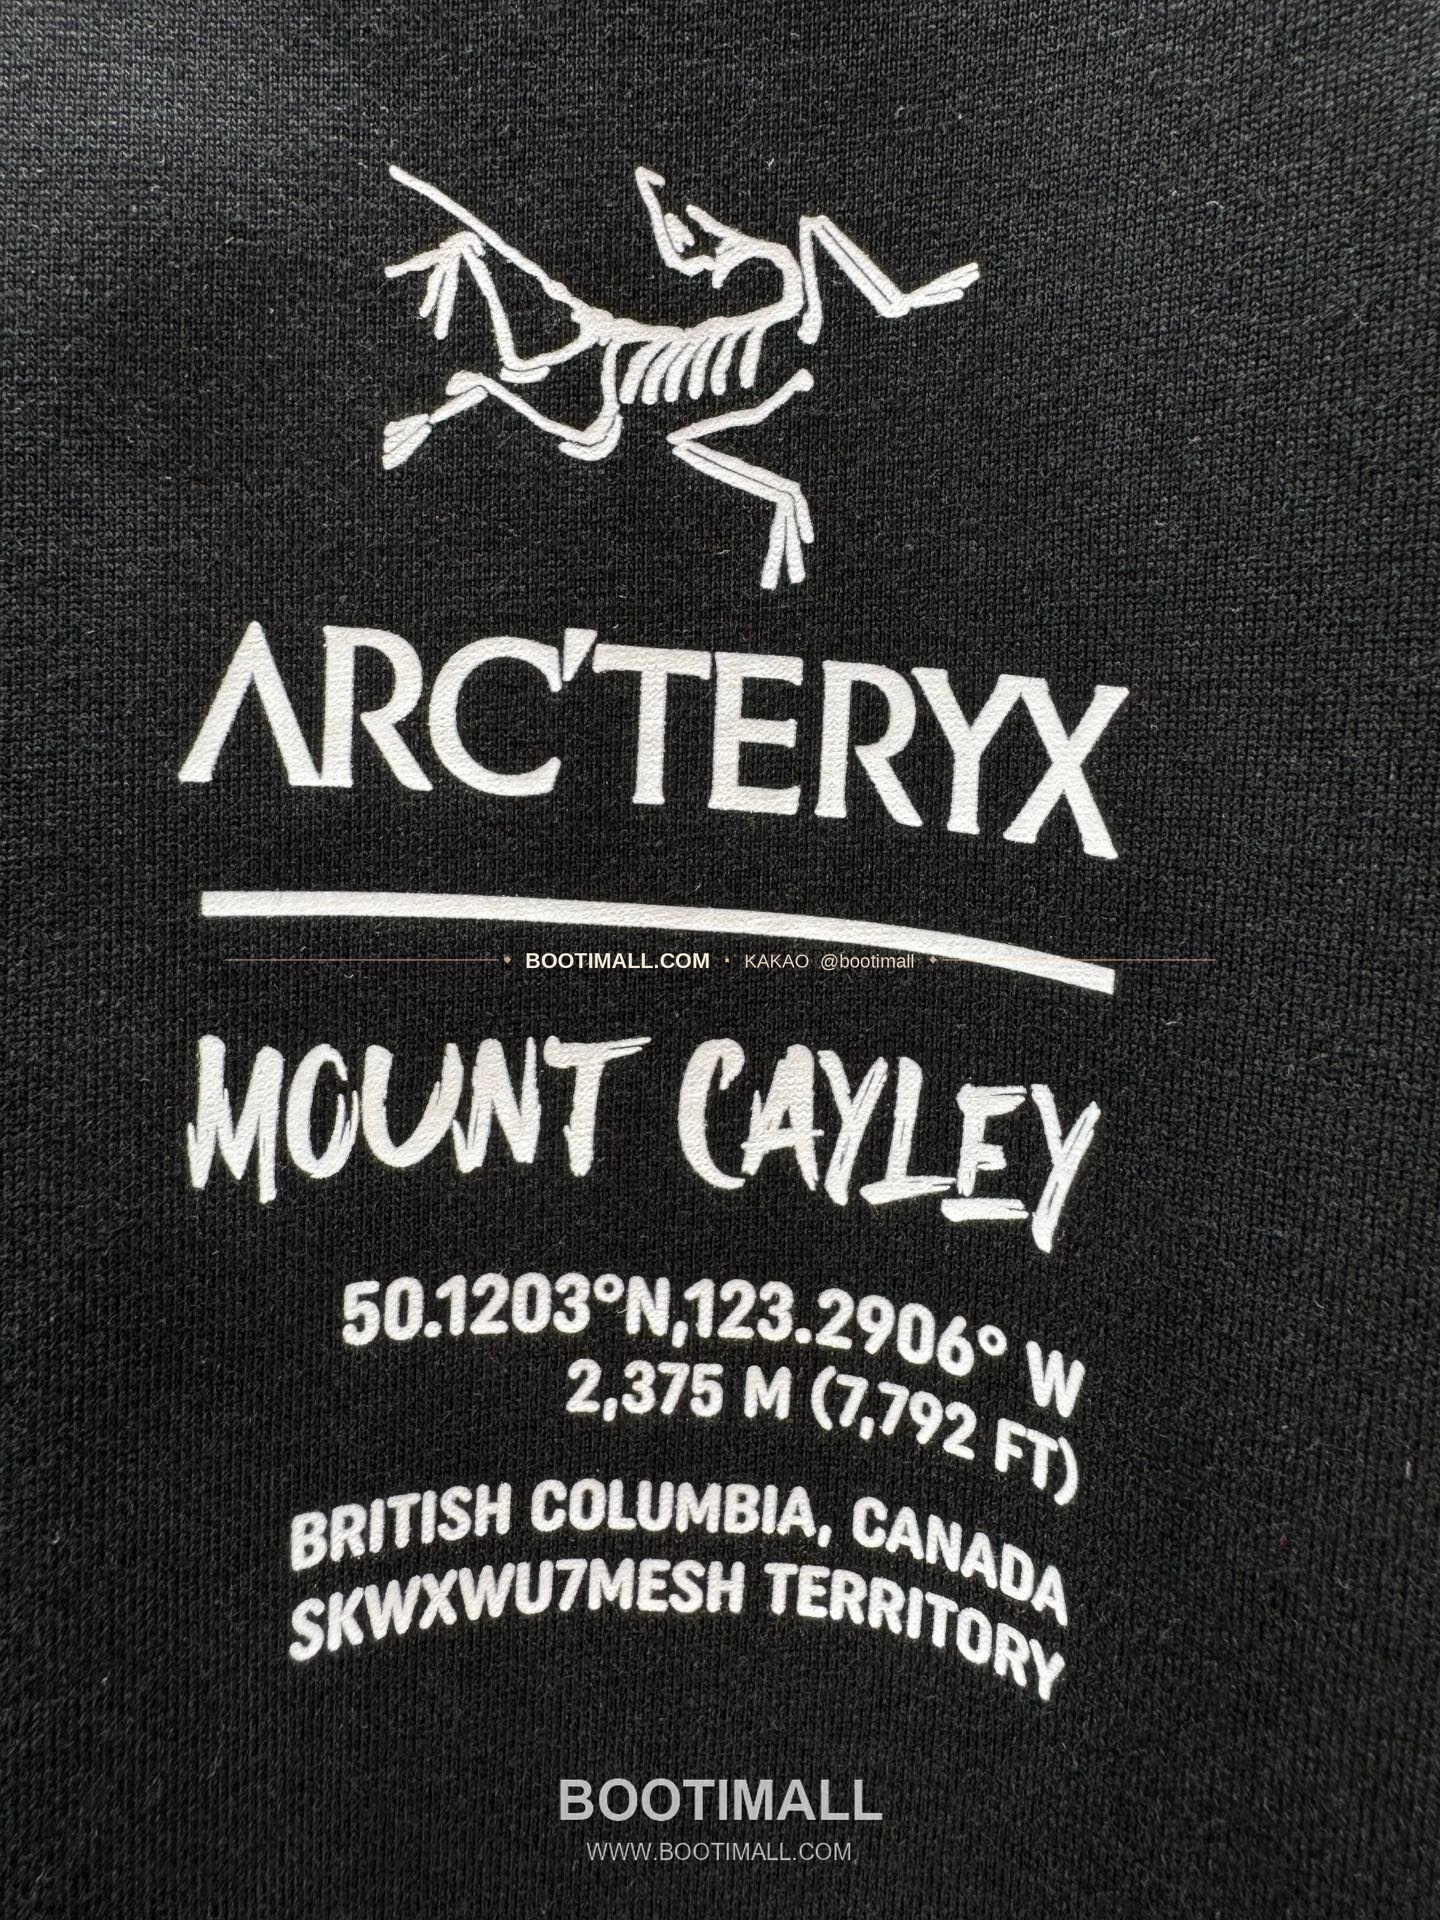 ARC'TERYX
BOOTIMALL.COM · KAKAO @bootimall
MOUNT CAYLEY
50.1203°N,123.2906° W
2,375 M (7,792 FT)
BRITISH COLUMBIA, CANADA
SKWXWU7MESH TERRITORY
BOOTIMALL
WWW.BOOTIMALL.COM